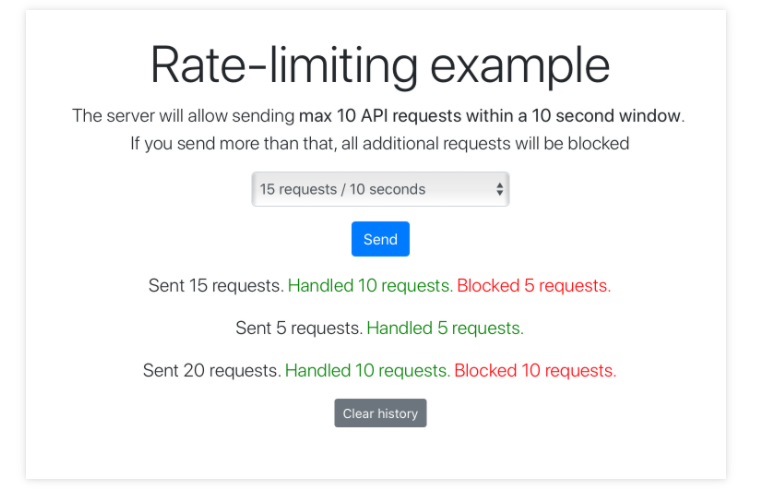 Rate-limiting example
The server will allow sending max 10 API requests within a 10 second window.
If you send more than that, all additional requests will be blocked
15 requests / 10 seconds
Send
Sent 15 requests. Handled 10 requests. Blocked 5 requests.
Sent 5 requests. Handled 5 requests.
Sent 20 requests. Handled 10 requests. Blocked 10 requests.
Clear history